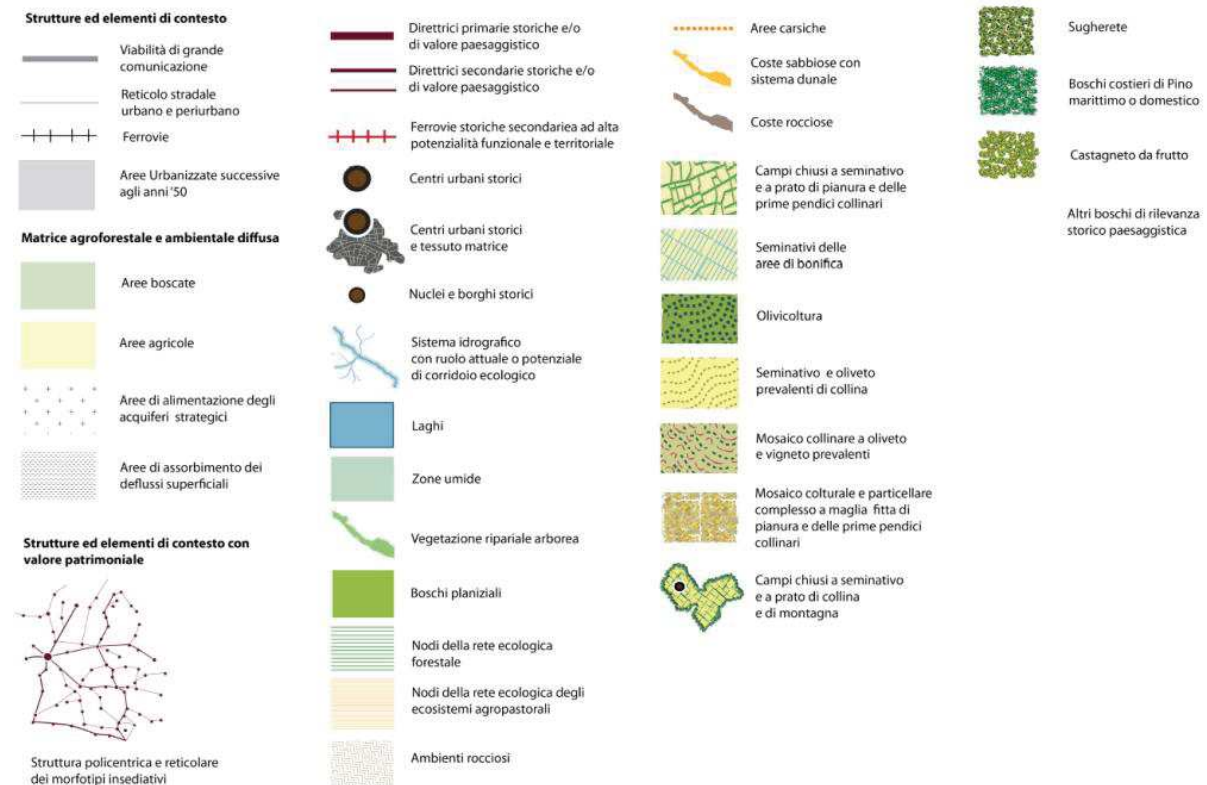 Strutture ed elementi di contesto
Viabilità di grande
comunicazione
Reticolo stradale
urbano e periurbano
Ferrovie
Aree Urbanizzate successive
agli anni '50
Matrice agroforestale e ambientale diffusa
Aree boscate
Aree agricole
Aree di alimentazione degli
acquiferi strategici
Aree di assorbimento dei
deflussi superficiali
Strutture ed elementi di contesto con
valore patrimoniale
Struttura policentrica e reticolare
dei morfotipi insediativi
Direttrici primarie storiche e/o
di valore paesaggistico
Direttrici secondarie storiche e/o
di valore paesaggistico
Ferrovie storiche secondariea ad alta
potenzialità funzionale e territoriale
Centri urbani storici
Centri urbani storici
e tessuto matrice
Nuclei e borghi storici
Sistema idrografico
con ruolo attuale o potenziale
di corridoio ecologico
Laghi
Zone umide
Vegetazione ripariale arborea
Boschi planiziali
Nodi della rete ecologica
forestale
Nodi della rete ecologica degli
ecosistemi agropastorali
Ambienti rocciosi
Aree carsiche
Coste sabbiose con
sistema dunale
Coste rocciose
Campi chiusi a seminativo
e a prato di pianura e delle
prime pendici collinari
Seminativi delle
aree di bonifica
Olivicoltura
Seminativo e oliveto
prevalenti di collina
Mosaico collinare a oliveto
e vigneto prevalenti
Mosaico colturale e particellare
complesso a maglia fitta di
pianura e delle prime pendici
collinari
Campi chiusi a seminativo
e a prato di collina
e di montagna
Sugherete
Boschi costieri di Pino
marittimo o domestico
Castagneto da frutto
Altri boschi di rilevanza
storico paesaggistica